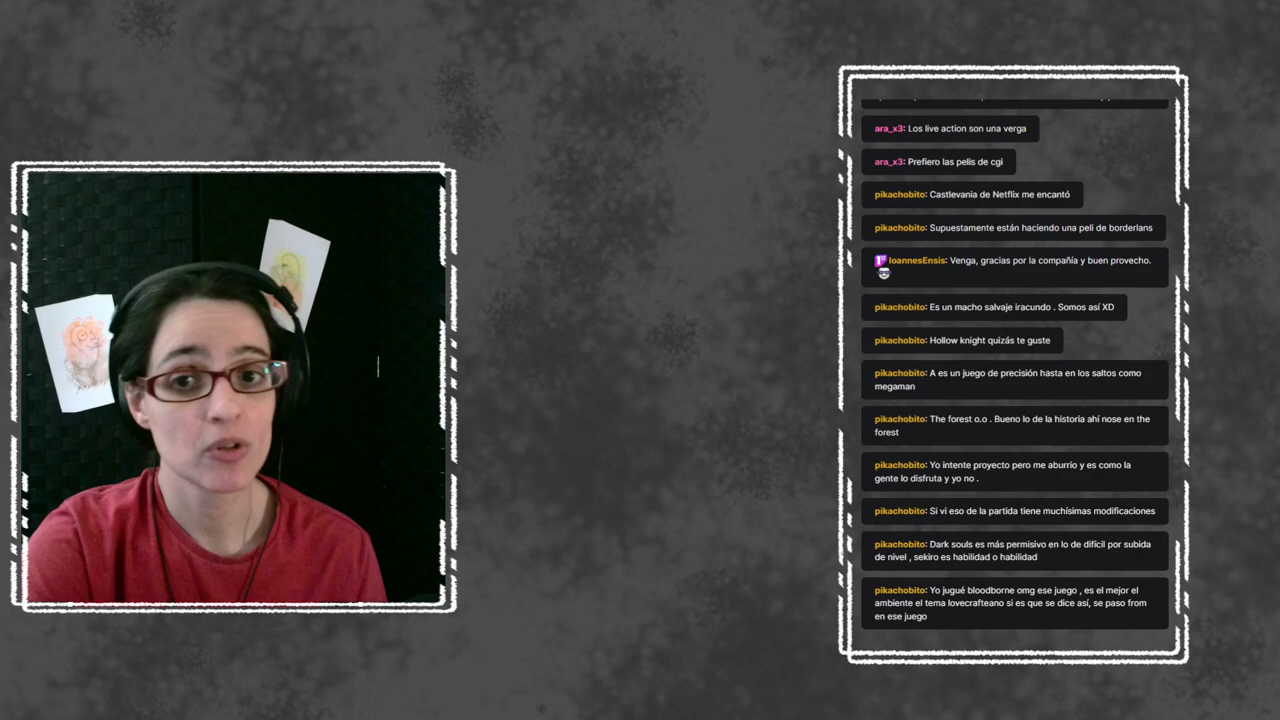 ara_x3: Los live action son una verga
ara_x3: Prefiero las pelis de cgi
pikachobito: Castlevania de Netflix me encantó
pikachobito: Supuestamente están haciendo una peli de borderlans
IoannesEnsis: Venga, gracias por la compañía y buen provecho.
pikachobito: Es un macho salvaje iracundo . Somos así XD
pikachobito: Hollow knight quizás te guste
pikachobito: A es un juego de precisión hasta en los saltos como
megaman
pikachobito: The forest o.o . Bueno lo de la historia ahí nose en the
forest
pikachobito: Yo intente proyecto pero me aburrio y es como la
gente lo disfruta y yo no .
pikachobito: Si vi eso de la partida tiene muchísimas modificaciones
pikachobito: Dark souls es más permisivo en lo de difícil por subida
de nivel , sekiro es habilidad o habilidad
pikachobito: Yo jugué bloodborne omg ese juego , es el mejor el
ambiente el tema lovecrafteano si es que se dice así, se paso from
en ese juego